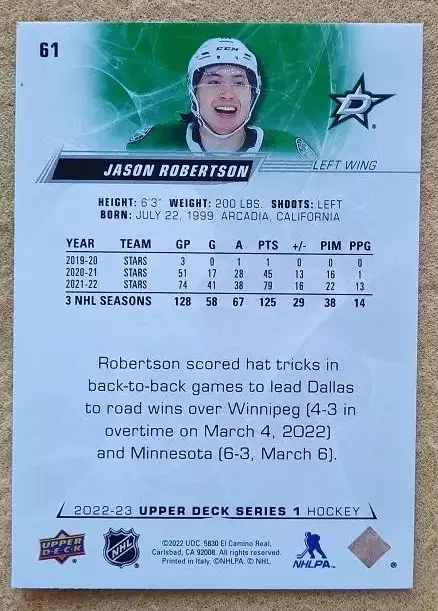 61
CCM
D
JASON ROBERTSON
LEFT WING
HEIGHT: 6'3" WEIGHT: 200 LBS. SHOOTS: LEFT
BORN: JULY 22, 1999 ARCADIA, CALIFORNIA
YEAR TEAM GP G A PTS +/- PIM PPG
2019-20 STARS 3 0 1 1 0 0 0
2020-21 STARS 51 17 28 45 13 16 1
2021-22 STARS 74 41 38 79 16 22 13
3 NHL SEASONS 128 58 67 125 29 38 14
Robertson scored hat tricks in
back-to-back games to lead Dallas
to road wins over Winnipeg (4-3 in
overtime on March 4, 2022)
and Minnesota (6-3, March 6).
2022-23 UPPER DECK SERIES 1 HOCKEY
UPPER
DECK
NHL
©2022 UDC. 5830 El Camino Real,
Carlsbad, CA 92008. All rights reserved.
Printed in Italy. ©NHLPA. © NHL.
NHLPA